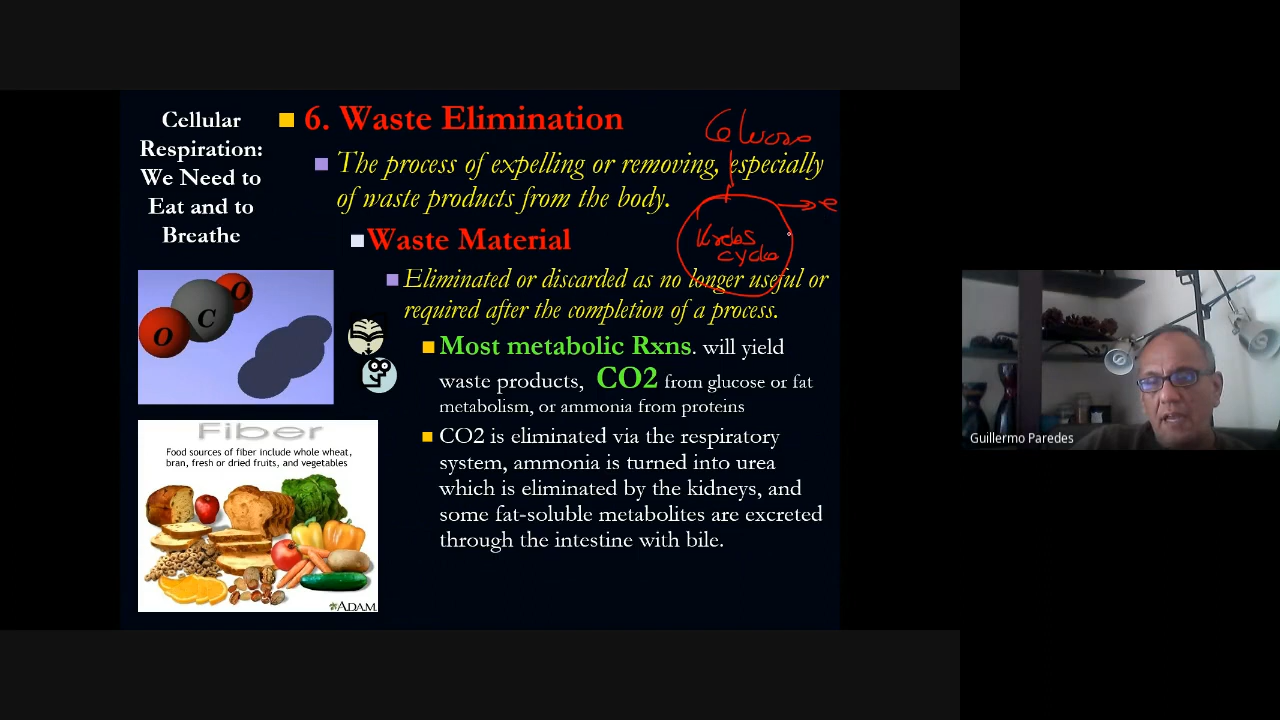 Cellular
Respiration:
We Need to
Eat and to
Breathe
6. Waste Elimination
The process of expelling or removing, especially
of waste products from the body.
Waste Material
Eliminated or discarded as no longer useful or
required after the completion of a process.
Most metabolic Rxns. will yield
waste products, CO2 from glucose or fat
metabolism, or ammonia from proteins
CO2 is eliminated via the respiratory
system, ammonia is turned into urea
which is eliminated by the kidneys, and
some fat-soluble metabolites are excreted
through the intestine with bile.
Glucose
Krebs
cycle
e
O
C
O
Fiber
Food sources of fiber include whole wheat,
bran, fresh or dried fruits, and vegetables
ADAM.
Guillermo Paredes